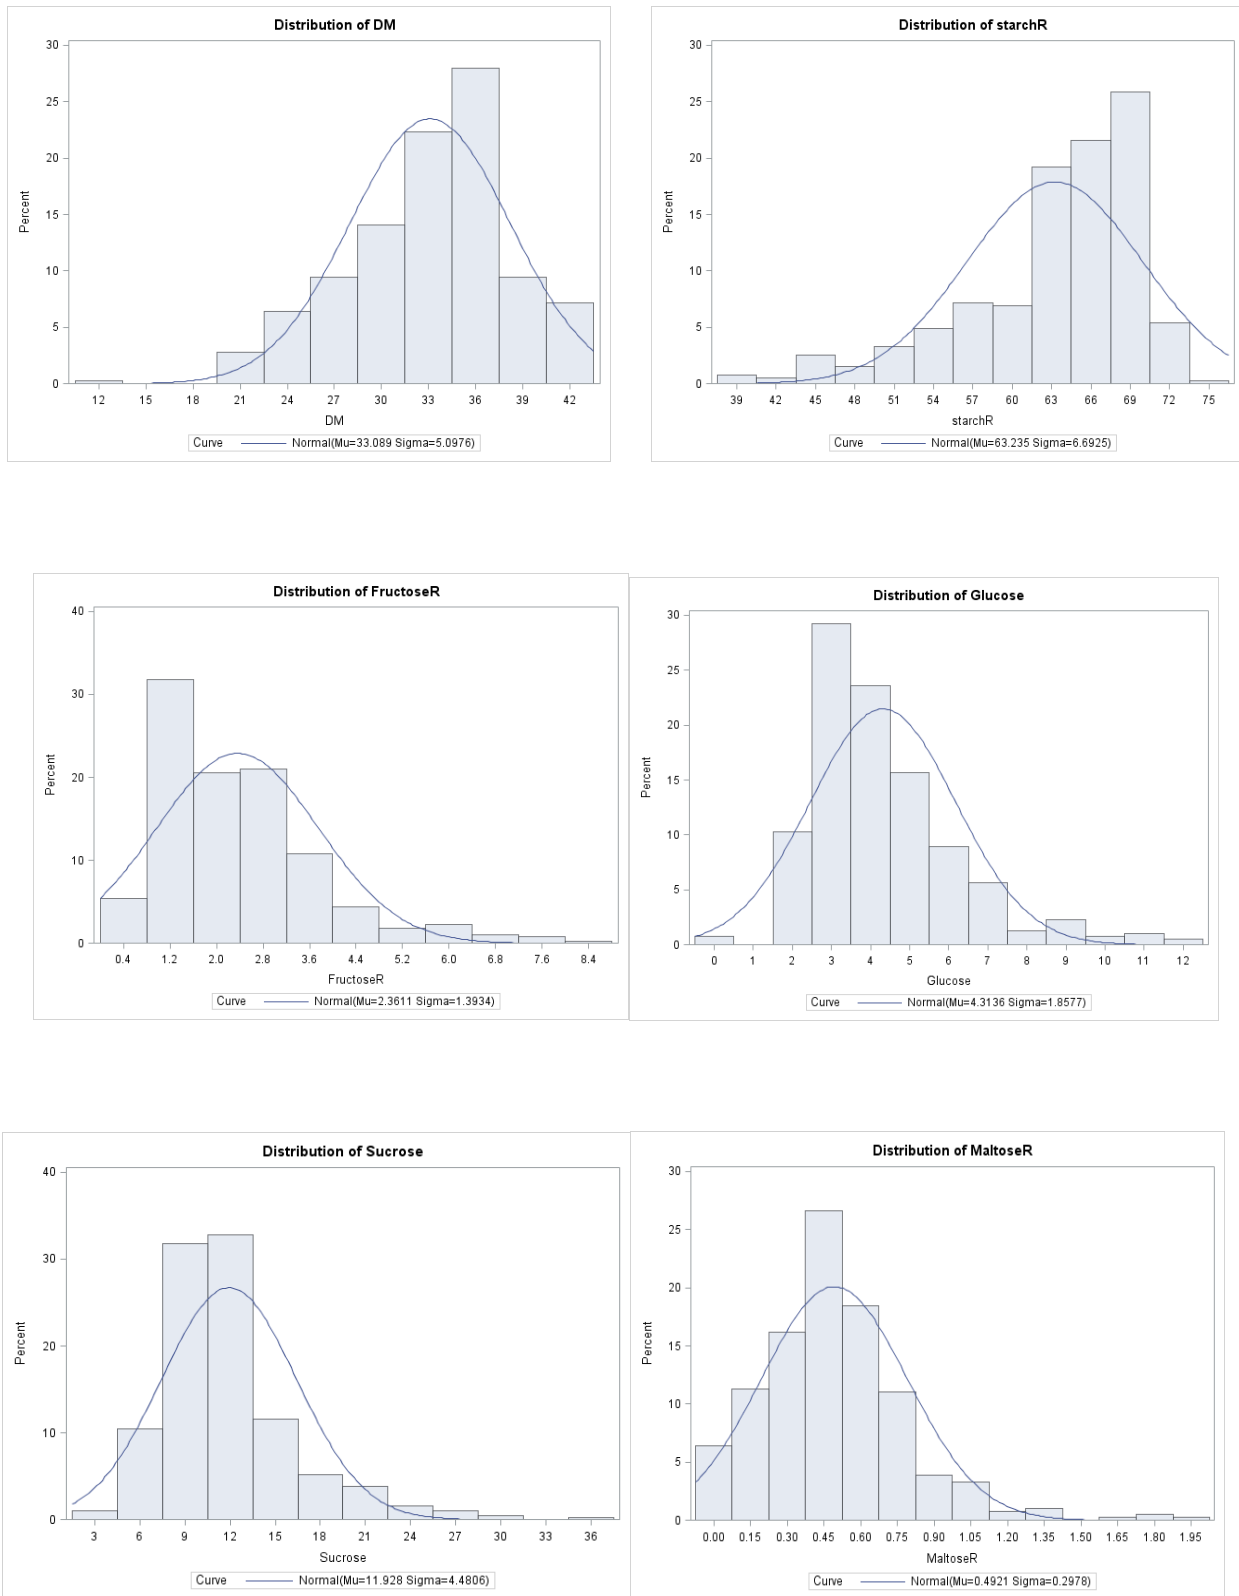 Distribution of DM
30
25
20
15
10
5
0
Percent
12 15 18 21 24 27 30 33 36 39 42
DM
Curve Normal(Mu=33.089 Sigma=5.0976)
Distribution of starchR
30
25
20
15
10
5
0
Percent
39 42 45 48 51 54 57 60 63 66 69 72 75
starchR
Curve Normal(Mu=63.235 Sigma=6.6925)
Distribution of FructoseR
40
30
20
10
0
Percent
0.4 1.2 2.0 2.8 3.6 4.4 5.2 6.0 6.8 7.6 8.4
FructoseR
Curve Normal(Mu=2.3611 Sigma=1.3934)
Distribution of Glucose
30
25
20
15
10
5
0
Percent
0 1 2 3 4 5 6 7 8 9 10 11 12
Glucose
Curve Normal(Mu=4.3136 Sigma=1.8577)
Distribution of Sucrose
40
30
20
10
0
Percent
3 6 9 12 15 18 21 24 27 30 33 36
Sucrose
Curve Normal(Mu=11.928 Sigma=4.4806)
Distribution of MaltoseR
30
25
20
15
10
5
0
Percent
0.00 0.15 0.30 0.45 0.60 0.75 0.90 1.05 1.20 1.35 1.50 1.65 1.80 1.95
MaltoseR
Curve Normal(Mu=0.4921 Sigma=0.2978)